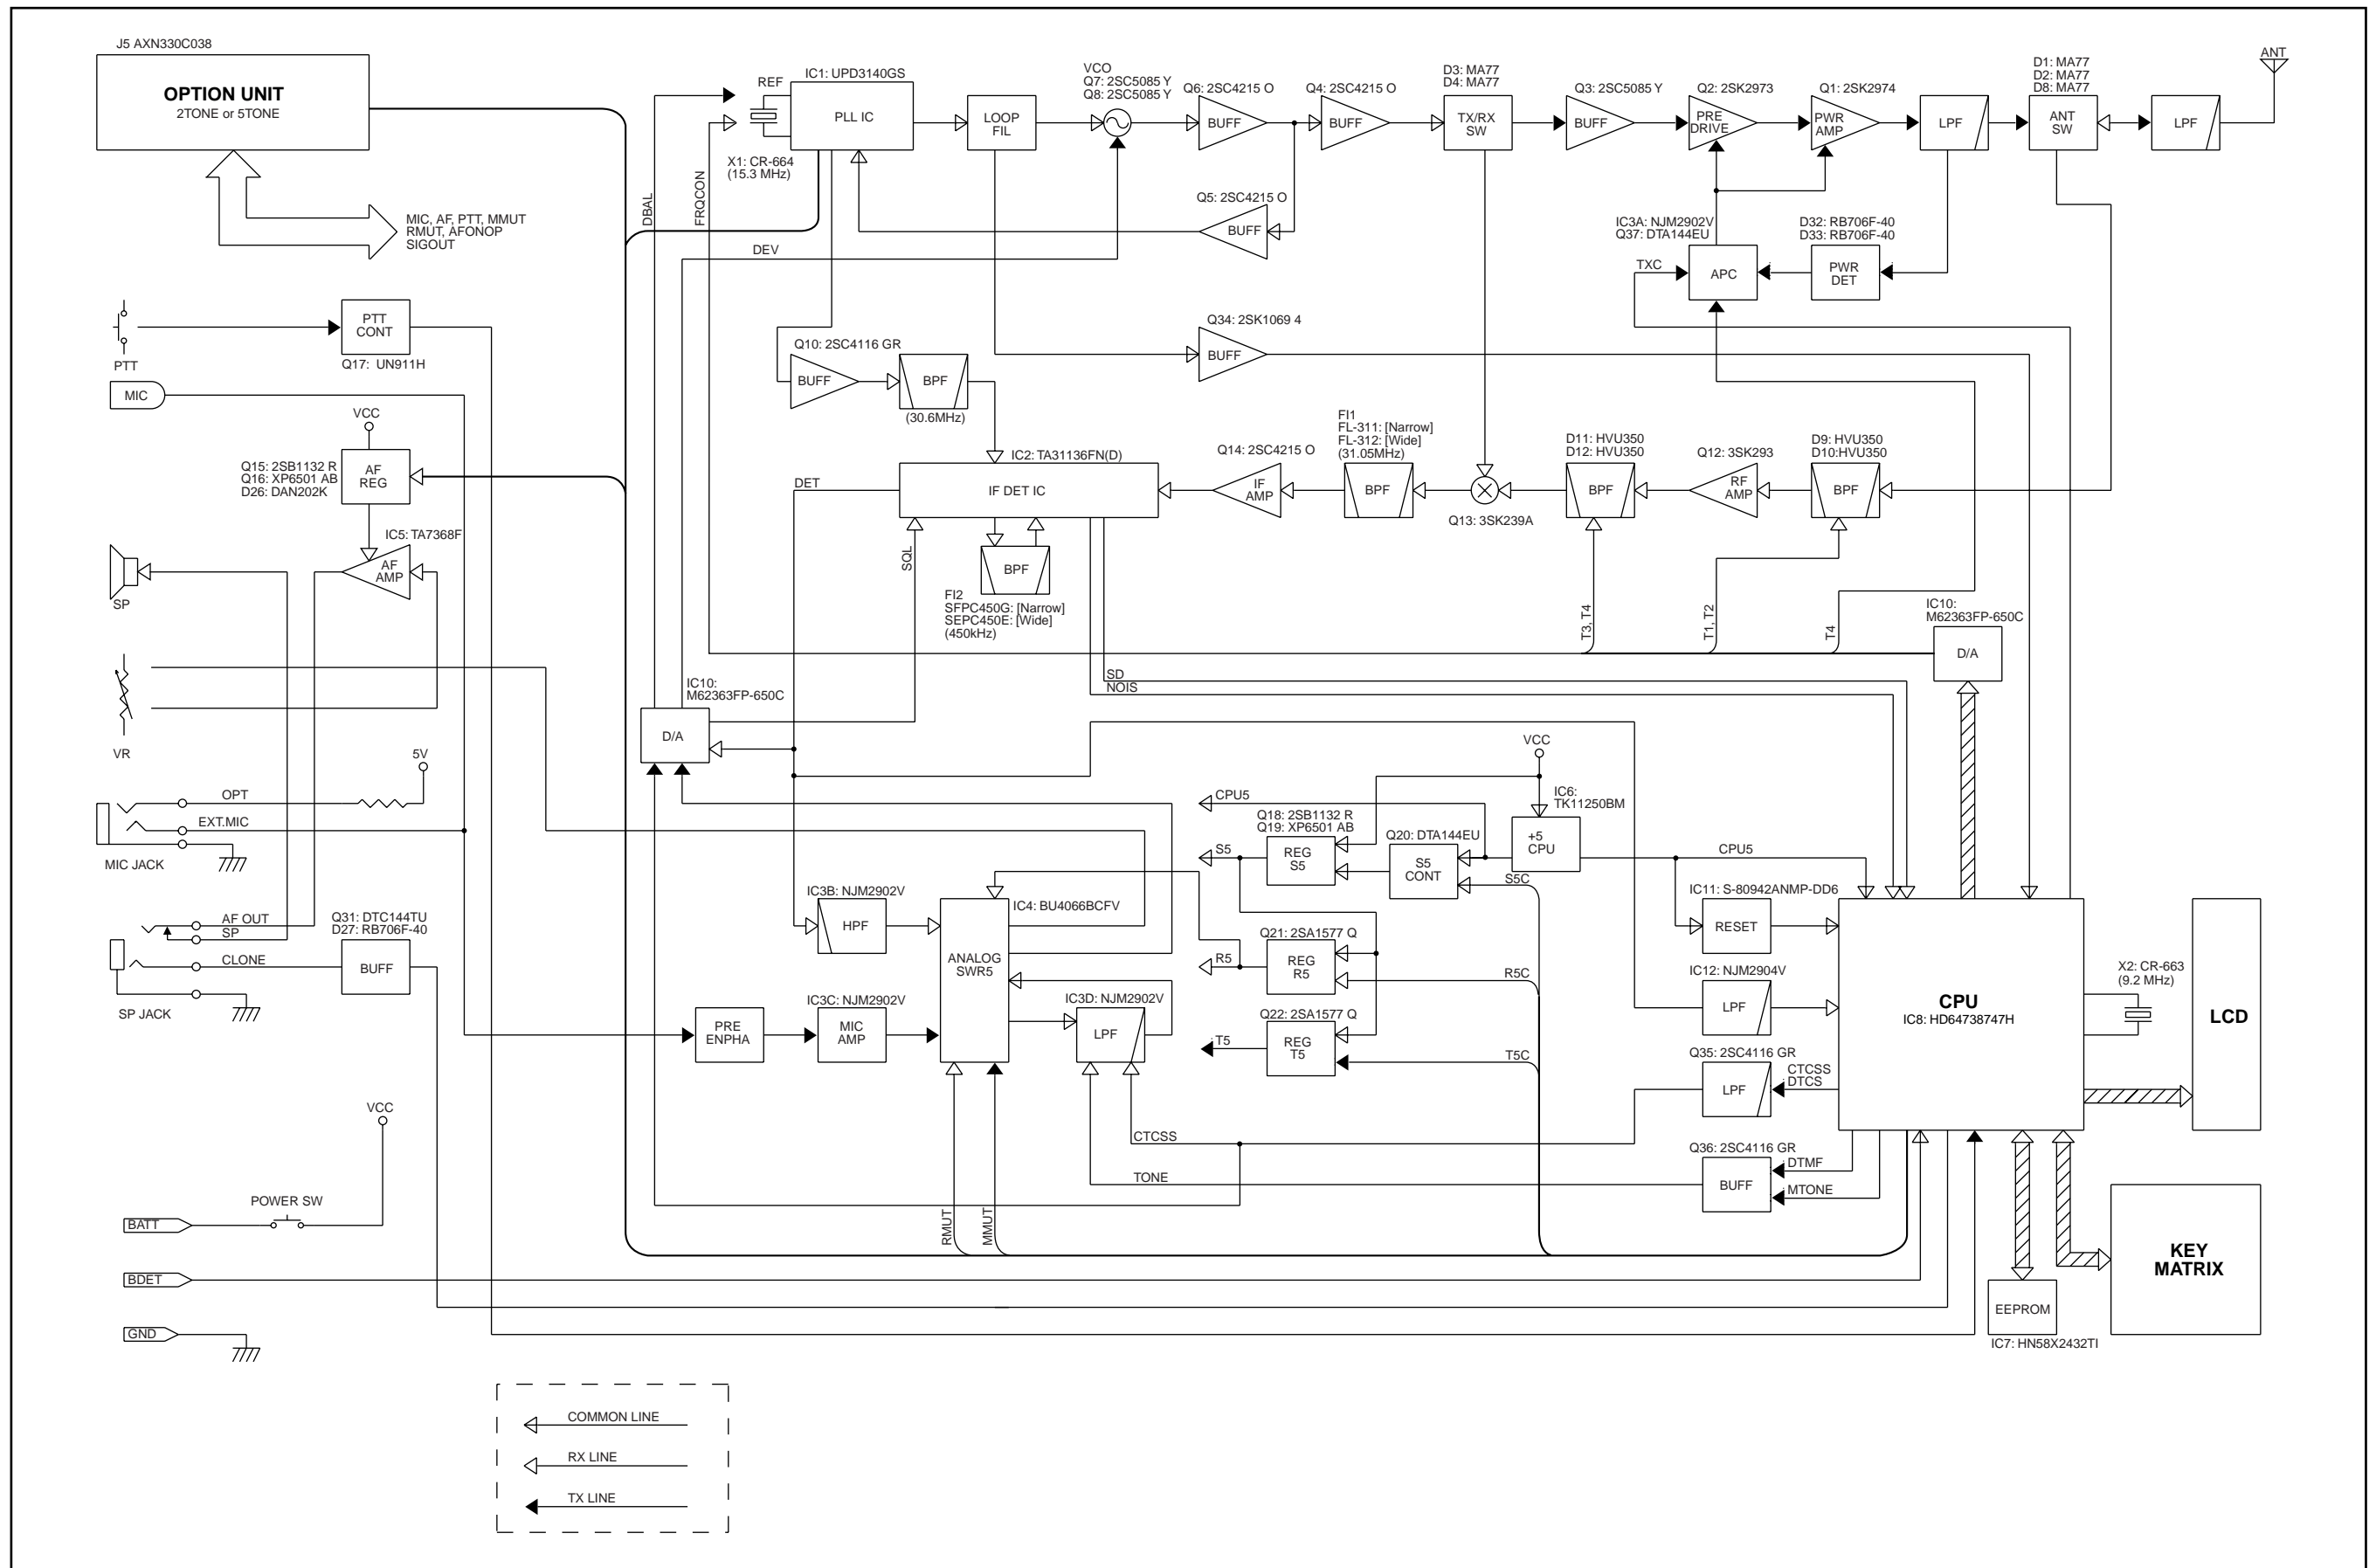 J5 AXN330C038
OPTION UNIT
2TONE or 5TONE
MIC, AF, PTT, MMUT
RMUT, AFONOP
SIGOUT
DBAL
FRQCON
REF
X1: CR-664
(15.3 MHz)
IC1: UPD3140GS
PLL IC
LOOP
FIL
VCO
Q7: 2SC5085 Y
Q8: 2SC5085 Y
Q6: 2SC4215 O
BUFF
Q4: 2SC4215 O
BUFF
D3: MA77
D4: MA77
TX/RX
SW
Q3: 2SC5085 Y
BUFF
Q2: 2SK2973
PRE
DRIVE
Q1: 2SK2974
PWR
AMP
LPF
D1: MA77
D2: MA77
D8: MA77
ANT
SW
LPF
ANT
Q5: 2SC4215 O
BUFF
DEV
IC3A: NJM2902V
Q37: DTA144EU
TXC
APC
D32: RB706F-40
D33: RB706F-40
PWR
DET
PTT
PTT
CONT
Q17: UN911H
MIC
Q34: 2SK1069 4
BUFF
Q10: 2SC4116 GR
BUFF
BPF
(30.6MHz)
VCC
Q15: 2SB1132 R
Q16: XP6501 AB
D26: DAN202K
AF
REG
IC5: TA7368F
AF
AMP
SP
VR
DET
IC2: TA31136FN(D)
IF DET IC
SQL
BPF
FI2
SFPC450G: [Narrow]
SEPC450E: [Wide]
(450kHz)
Q14: 2SC4215 O
IF
AMP
FI1
FL-311: [Narrow]
FL-312: [Wide]
(31.05MHz)
BPF
Q13: 3SK239A
D11: HVU350
D12: HVU350
BPF
Q12: 3SK293
RF
AMP
D9: HVU350
D10:HVU350
BPF
T3, T4
T1, T2
T4
IC10:
M62363FP-650C
D/A
SD
NOIS
IC10:
M62363FP-650C
D/A
5V
OPT
EXT.MIC
MIC JACK
AF OUT
SP
CLONE
SP JACK
Q31: DTC144TU
D27: RB706F-40
BUFF
VCC
IC6:
TK11250BM
+5
CPU
CPU5
CPU5
Q18: 2SB1132 R
Q19: XP6501 AB
S5
REG
S5
Q20: DTA144EU
S5
CONT
S5C
IC3B: NJM2902V
HPF
IC4: BU4066BCFV
ANALOG
SWR5
PRE
ENPHA
IC3C: NJM2902V
MIC
AMP
IC3D: NJM2902V
LPF
Q21: 2SA1577 Q
R5
REG
R5
R5C
Q22: 2SA1577 Q
T5
REG
T5
T5C
IC11: S-80942ANMP-DD6
RESET
IC12: NJM2904V
LPF
Q35: 2SC4116 GR
LPF
CTCSS
DTCS
Q36: 2SC4116 GR
BUFF
DTMF
MTONE
CPU
IC8: HD64738747H
X2: CR-663
(9.2 MHz)
LCD
CTCSS
TONE
RMUT
MMUT
VCC
POWER SW
BATT
BDET
GND
EEPROM
IC7: HN58X2432TI
KEY
MATRIX
COMMON LINE
RX LINE
TX LINE